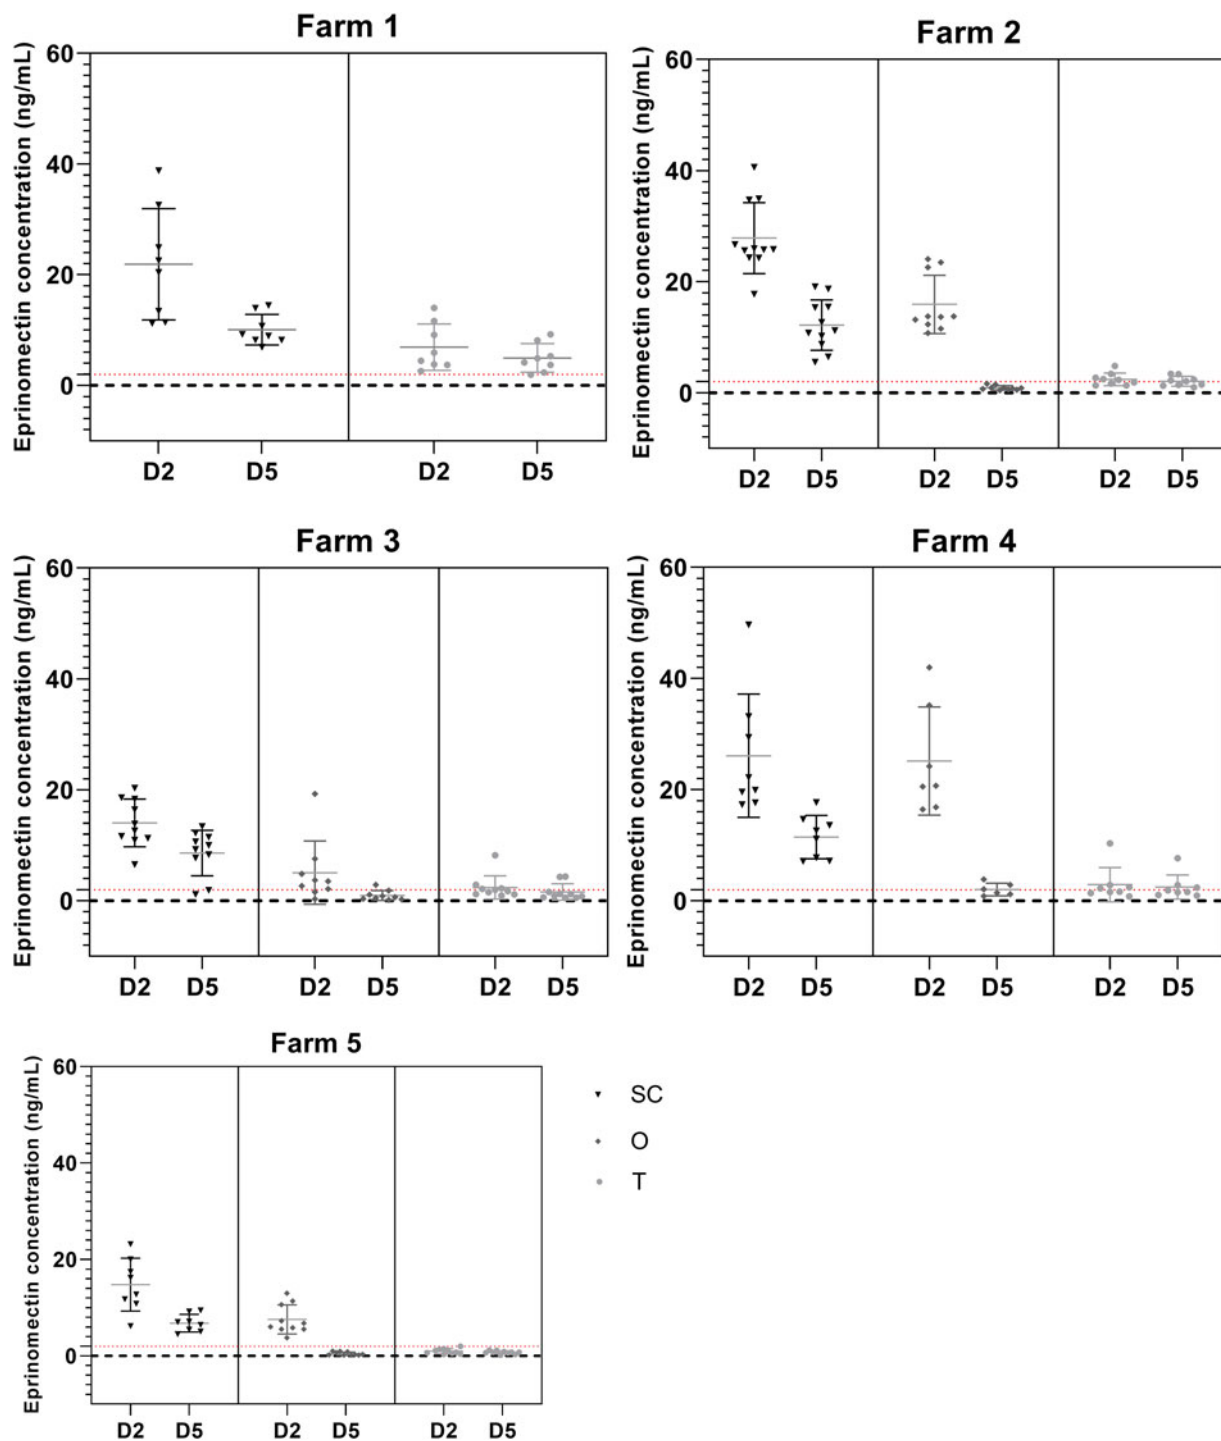 Farm 1
Eprinomectin concentration (ng/mL)
60
40
20
0
D2 D5 D2 D5
Farm 2
Eprinomectin concentration (ng/mL)
60
40
20
0
D2 D5 D2 D5 D2 D5
Farm 3
Eprinomectin concentration (ng/mL)
60
40
20
0
D2 D5 D2 D5 D2 D5
Farm 4
Eprinomectin concentration (ng/mL)
60
40
20
0
D2 D5 D2 D5 D2 D5
Farm 5
Eprinomectin concentration (ng/mL)
60
40
20
0
D2 D5 D2 D5 D2 D5
SC
O
T